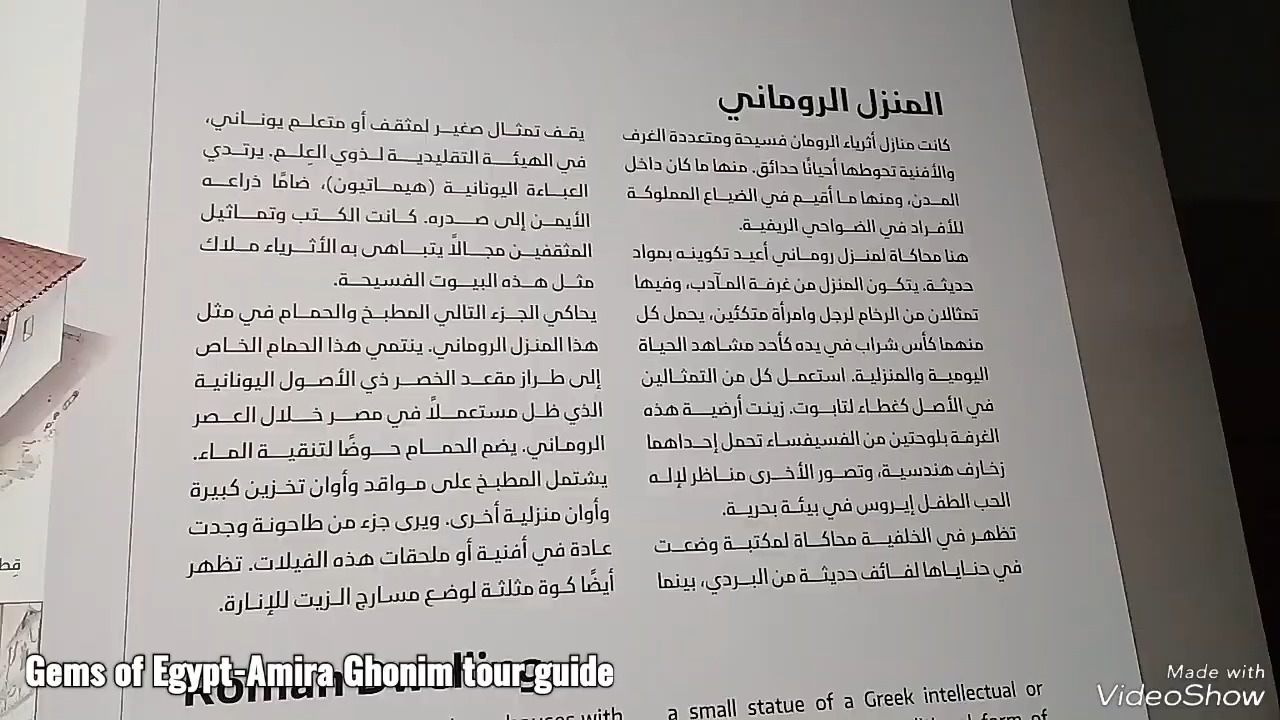 المنزل الروماني
كانت منازل أثرياء الرومان فسيحة ومتعددة الغرف
والأفنية تحوطها أحيانًا حدائق. منها ما كان داخل
المدن، ومنها ما أقيم في الضياع المملوكة
للأفراد في الضواحي الريفية.
هنا محاكاة لمنزل روماني أعيد تكوينه بمواد
حديثة. يتكون المنزل من غرفة المآدب، وفيها
تمثالان من الرخام لرجل وامرأة متكئين، يحمل كل
منهما كأس شراب في يده كأحد مشاهد الحياة
اليومية والمنزلية. استعمل كل من التمثالين
في الأصل كغطاء لتابوت. زينت أرضية هذه
الغرفة بلوحتين من الفسيفساء تحمل إحداهما
زخارف هندسية، وتصور الأخرى مناظر لإله
الحب الطفل إيروس في بيئة بحرية.
تظهر في الخلفية محاكاة لمكتبة وضعت
في حناياها لفائف حديثة من البردي، بينما
يقف تمثال صغير لمثقف أو متعلم يوناني،
في الهيئة التقليدية لذوي العِلم. يرتدي
العباءة اليونانية (هيماتيون)، ضامًا ذراعه
الأيمن إلى صدره. كانت الكتب وتماثيل
المثقفين مجالاً يتباهى به الأثرياء ملاك
مثل هذه البيوت الفسيحة.
يحاكي الجزء التالي المطبخ والحمام في مثل
هذا المنزل الروماني. ينتمي هذا الحمام الخاص
إلى طراز مقعد الخصر ذي الأصول اليونانية
الذي ظل مستعملاً في مصر خلال العصر
الروماني. يضم الحمام حوضًا لتنقية الماء.
يشتمل المطبخ على مواقد وأوان تخزين كبيرة
وأوان منزلية أخرى. ويرى جزء من طاحونة وجدت
عادة في أفنية أو ملحقات هذه الفيلات. تظهر
أيضًا كوة مثلثة لوضع مسارج الزيت للإنارة.
Roman Dwelling
houses with
a small statue of a Greek intellectual or
form of
Gems of Egypt-Amira Ghonim tour guide
Made with
VideoShow